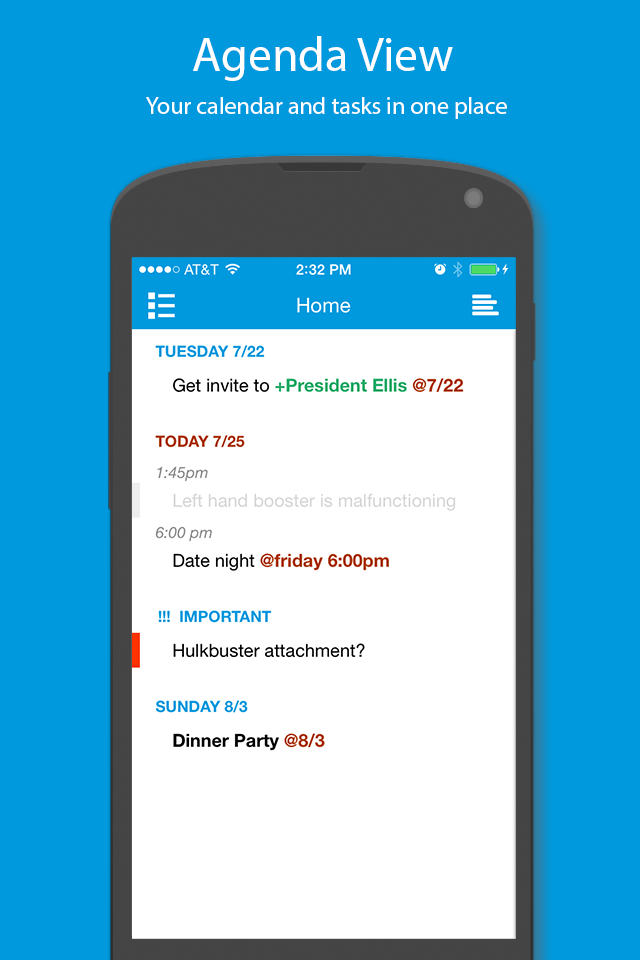 Agenda View
Your calendar and tasks in one place
AT&T 2:32 PM
Home
TUESDAY 7/22
Get invite to +President Ellis @7/22
TODAY 7/25
1:45pm
Left hand booster is malfunctioning
6:00 pm
Date night @friday 6:00pm
!!! IMPORTANT
Hulkbuster attachment?
SUNDAY 8/3
Dinner Party @8/3